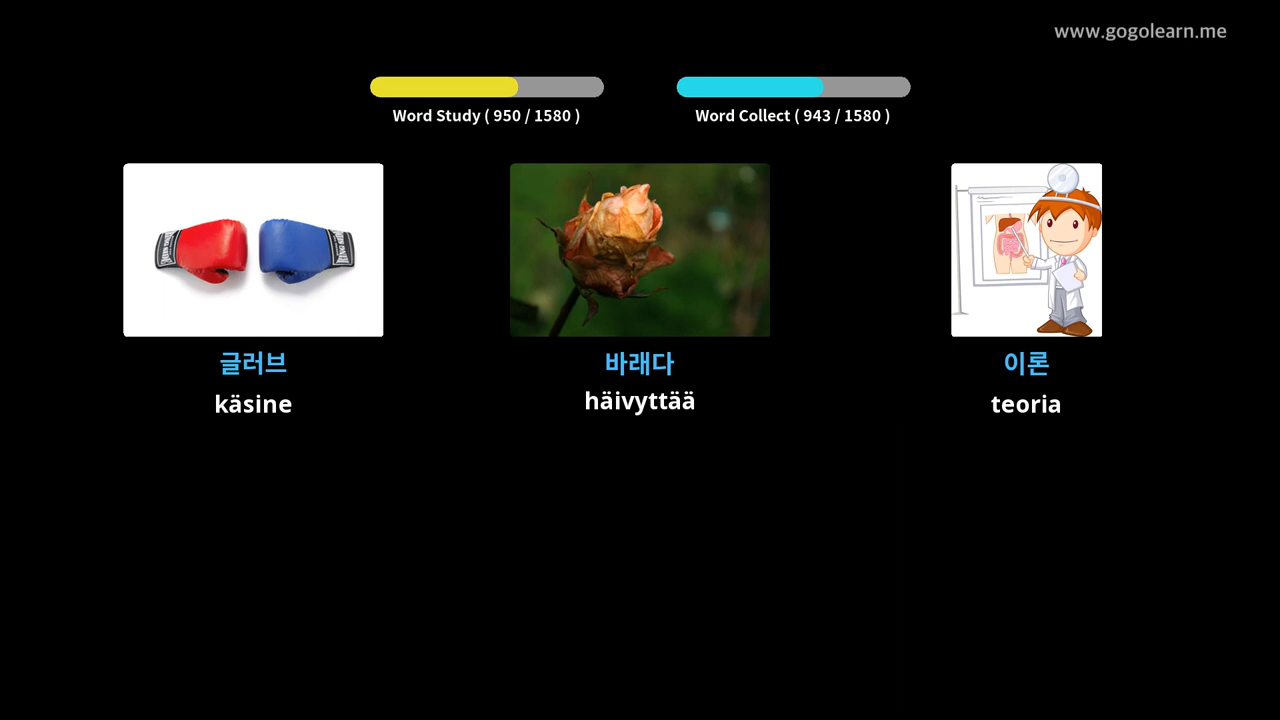 www.gogolearn.me
Word Study ( 950 / 1580 )
Word Collect ( 943 / 1580 )
글러브
käsine
바래다
häivyttää
이론
teoria